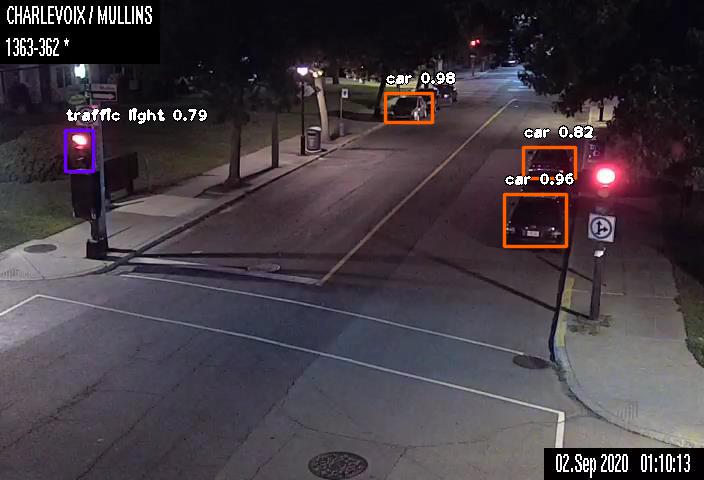 CHARLEVOIX / MULLINS
1363-362 *
car 0.98
traffic light 0.79
car 0.82
car 0.96
02.Sep 2020 01:10:13